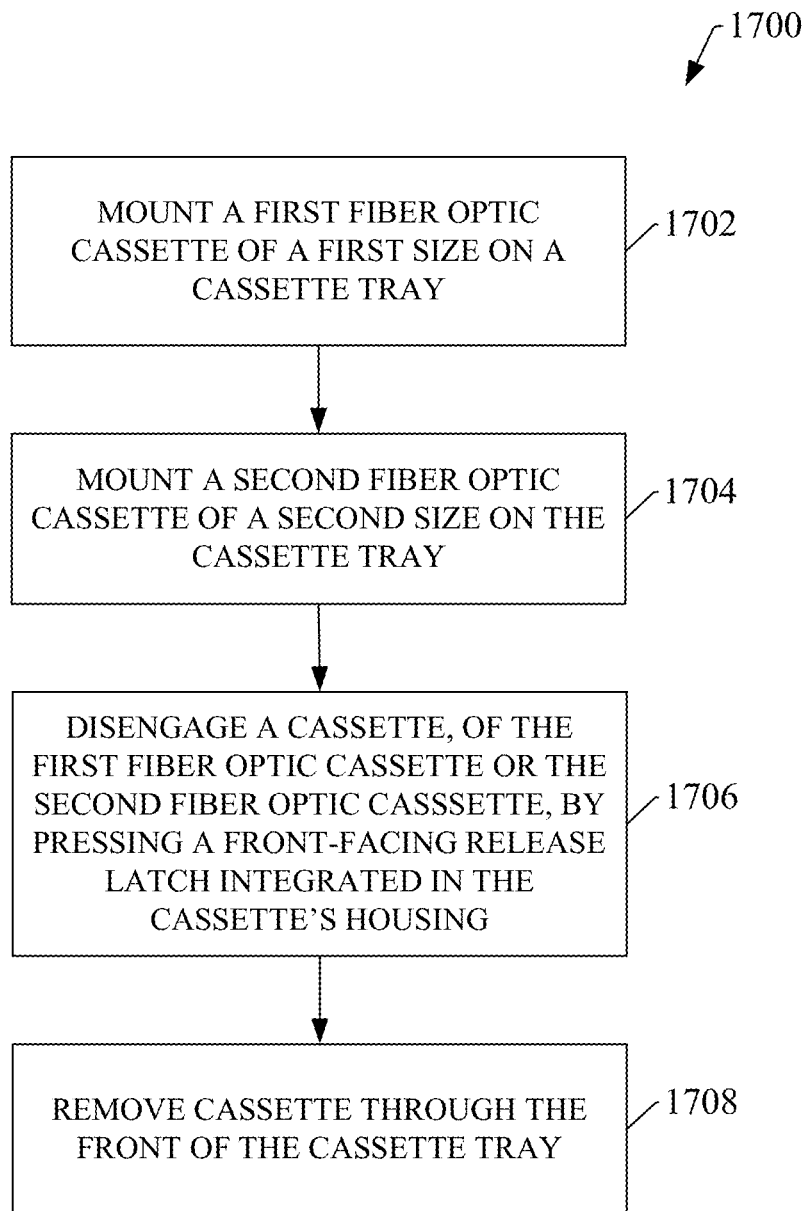 1700
MOUNT A FIRST FIBER OPTIC
CASSETTE OF A FIRST SIZE ON A
CASSETTE TRAY
1702
MOUNT A SECOND FIBER OPTIC
CASSETTE OF A SECOND SIZE ON THE
CASSETTE TRAY
1704
DISENGAGE A CASSETTE, OF THE
FIRST FIBER OPTIC CASSETTE OR THE
SECOND FIBER OPTIC CASSSETTE, BY
PRESSING A FRONT-FACING RELEASE
LATCH INTEGRATED IN THE
CASSETTE'S HOUSING
1706
REMOVE CASSETTE THROUGH THE
FRONT OF THE CASSETTE TRAY
1708